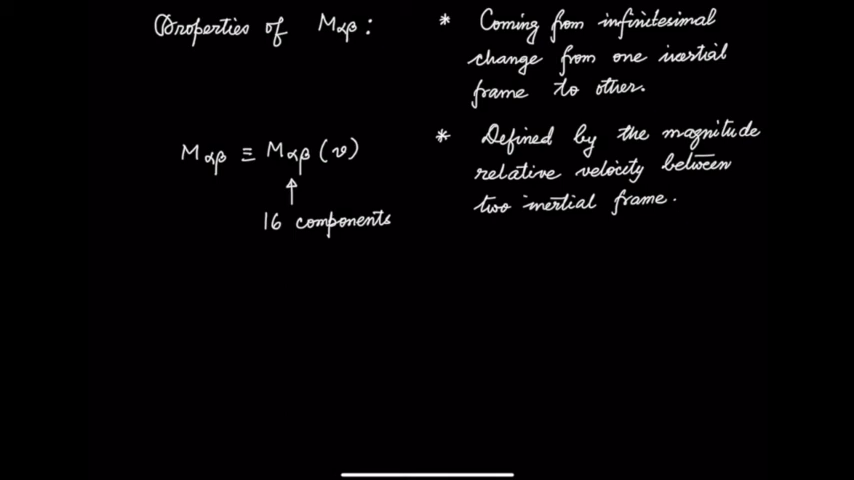 Properties of Mαβ :
* Coming from infinitesimal
change from one inertial
frame to other.
Mαβ ≡ Mαβ (v)
↑
16 components
* Defined by the magnitude
relative velocity between
two inertial frame.